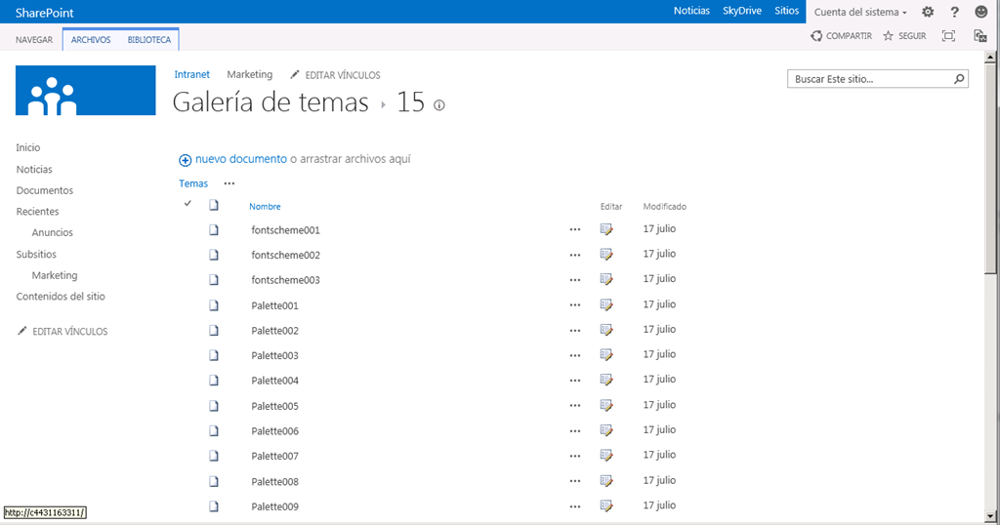 SharePoint
Noticias SkyDrive Sitios Cuenta del sistema
NAVEGAR ARCHIVOS BIBLIOTECA
COMPARTIR SEGUIR
Intranet Marketing EDITAR VÍNCULOS
Buscar Este sitio...
Galería de temas 15
Inicio
Noticias
Documentos
Recientes
Anuncios
Subsitios
Marketing
Contenidos del sitio
EDITAR VÍNCULOS
nuevo documento o arrastrar archivos aquí
Temas ...
Nombre Editar Modificado
fontscheme001 ... 17 julio
fontscheme002 ... 17 julio
fontscheme003 ... 17 julio
Palette001 ... 17 julio
Palette002 ... 17 julio
Palette003 ... 17 julio
Palette004 ... 17 julio
Palette005 ... 17 julio
Palette006 ... 17 julio
Palette007 ... 17 julio
Palette008 ... 17 julio
Palette009 ... 17 julio
http://c4431163311/